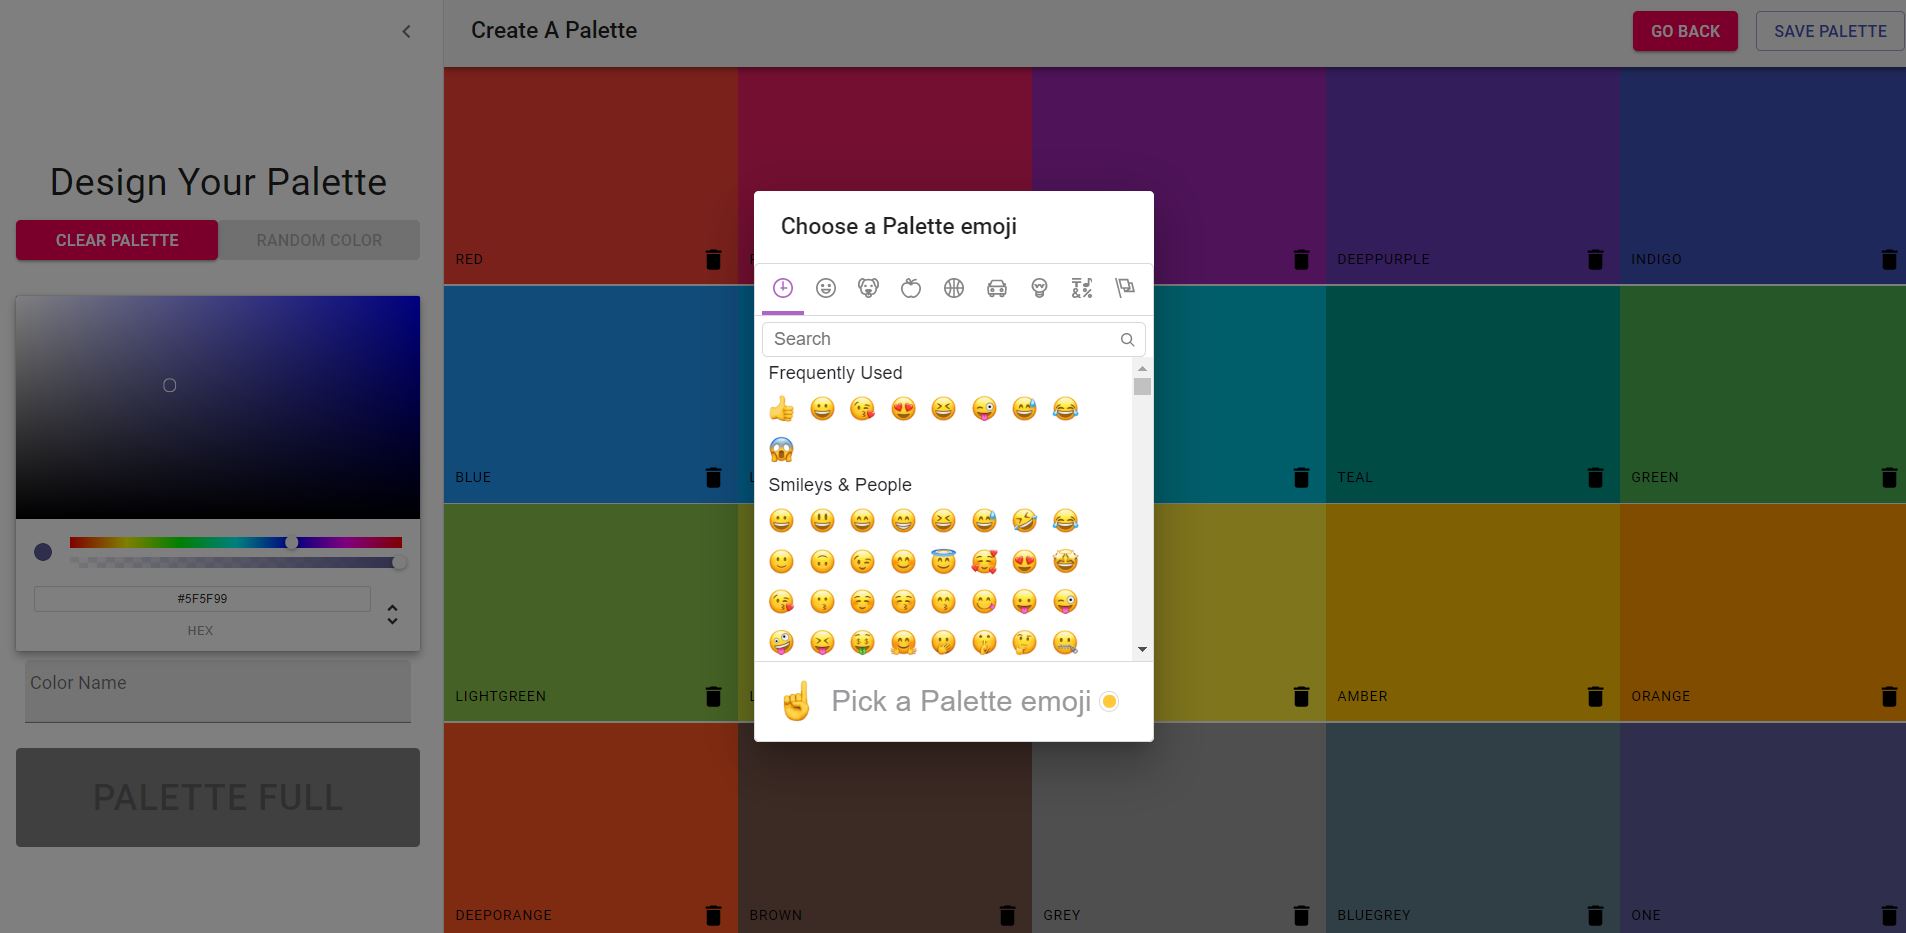 Create A Palette
GO BACK
SAVE PALETTE
Design Your Palette
CLEAR PALETTE
RANDOM COLOR
#5F5F99
HEX
Color Name
PALETTE FULL
RED
DEEPPURPLE
INDIGO
BLUE
TEAL
GREEN
LIGHTGREEN
AMBER
ORANGE
DEEPORANGE
BROWN
GREY
BLUEGREY
ONE
Choose a Palette emoji
Search
Frequently Used
Smileys & People
Pick a Palette emoji